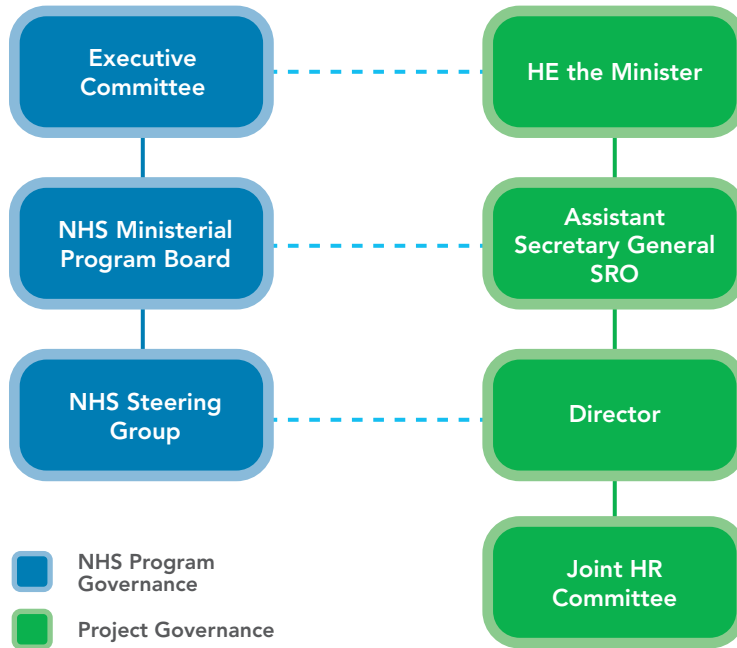 Executive
Committee
HE the Minister
NHS Ministerial
Program Board
Assistant
Secretary General
SRO
NHS Steering
Group
Director
Joint HR
Committee
NHS Program
Governance
Project Governance